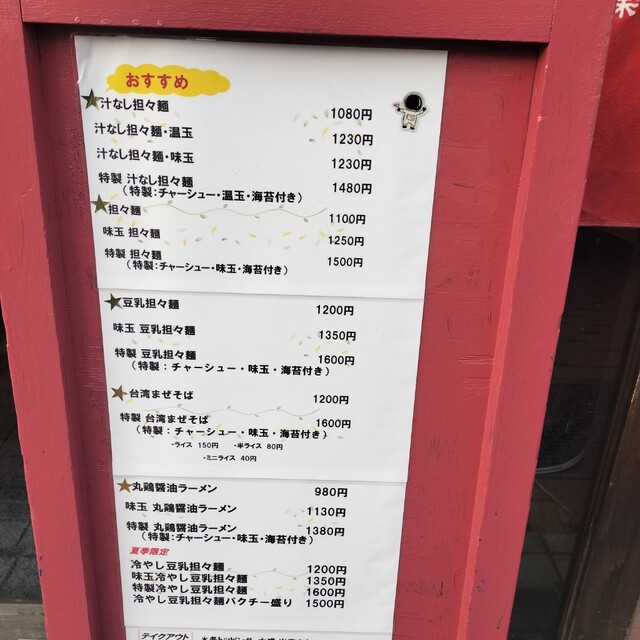 おすすめ
★汁なし担々麺 1080円
汁なし担々麺・温玉 1230円
汁なし担々麺・味玉 1230円
特製 汁なし担々麺 1480円
(特製:チャーシュー・温玉・海苔付き)
★担々麺 1100円
味玉 担々麺 1250円
特製 担々麺 1500円
(特製:チャーシュー・味玉・海苔付き)
★豆乳担々麺 1200円
味玉 豆乳担々麺 1350円
特製 豆乳担々麺 1600円
(特製:チャーシュー・味玉・海苔付き)
★台湾まぜそば 1200円
特製 台湾まぜそば 1600円
(特製:チャーシュー・味玉・海苔付き)
・ライス 150円 ・半ライス 80円
・ミニライス 40円
★丸鶏醤油ラーメン 980円
味玉 丸鶏醤油ラーメン 1130円
特製 丸鶏醤油ラーメン 1380円
(特製:チャーシュー・味玉・海苔付き)
夏季限定
冷やし豆乳担々麺 1200円
味玉冷やし豆乳担々麺 1350円
特製冷やし豆乳担々麺 1600円
冷やし豆乳担々麺パクチー盛り 1500円
テイクアウト